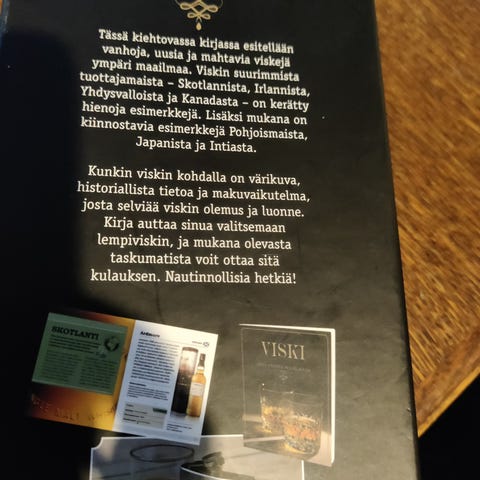 Tässä kiehtovassa kirjassa esitellään
vanhoja, uusia ja mahtavia viskejä
ympäri maailmaa. Viskin suurimmista
tuottajamaista – Skotlannista, Irlannista,
Yhdysvalloista ja Kanadasta – on kerätty
hienoja esimerkkejä. Lisäksi mukana on
kiinnostavia esimerkkejä Pohjoismaista,
Japanista ja Intiasta.
Kunkin viskin kohdalla on värikuva,
historiallista tietoa ja makuvaikutelma,
josta selviää viskin olemus ja luonne.
Kirja auttaa sinua valitsemaan
lempiviskin, ja mukana olevasta
taskumatista voit ottaa sitä
kulauksen. Nautinnollisia hetkiä!
SKOTLANTI
VISKI